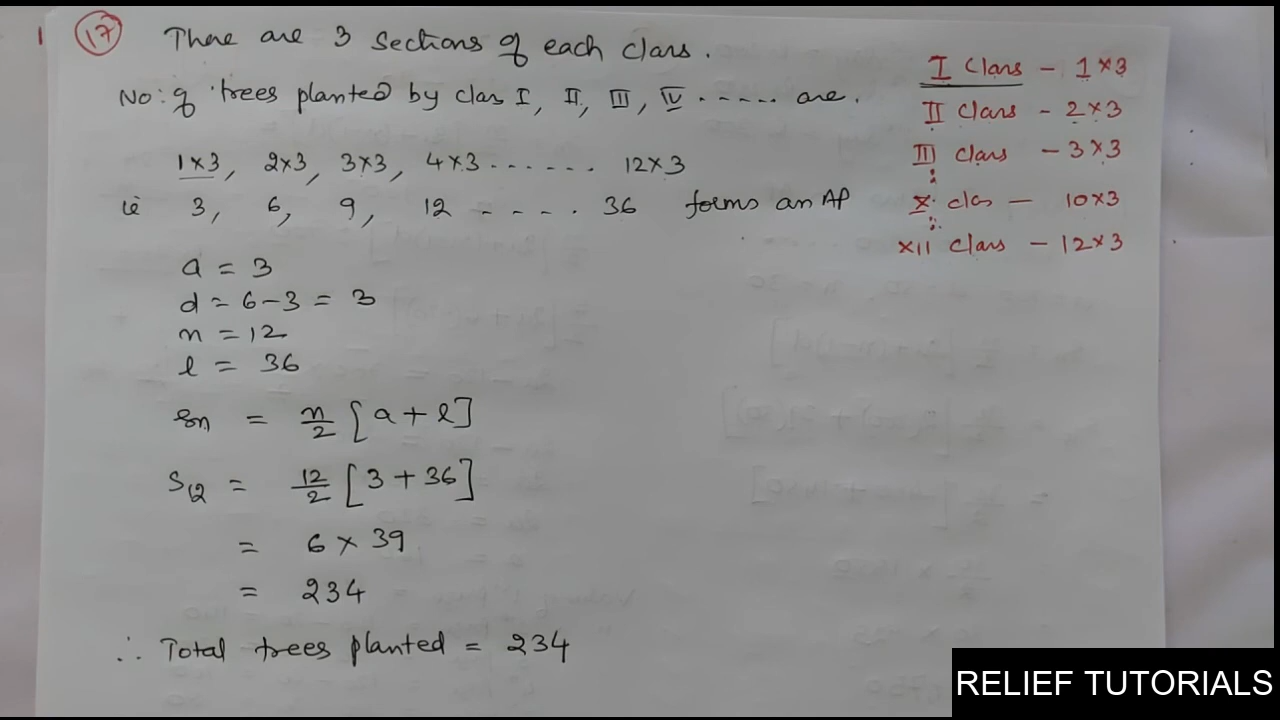 17 There are 3 sections of each class.
No: of trees planted by class I, II, III, IV ...... are.
1×3, 2×3, 3×3, 4×3 ...... 12×3
ie 3, 6, 9, 12 - - - - . 36 forms an AP
a = 3
d = 6-3 = 3
n = 12
l = 36
Sn = n/2 [a + l]
S12 = 12/2 [3 + 36]
= 6 × 39
= 234
∴ Total trees planted = 234
I Class - 1×3
II Class - 2×3
III class - 3×3
:
X clas - 10×3
:
XII Class - 12×3
RELIEF TUTORIALS